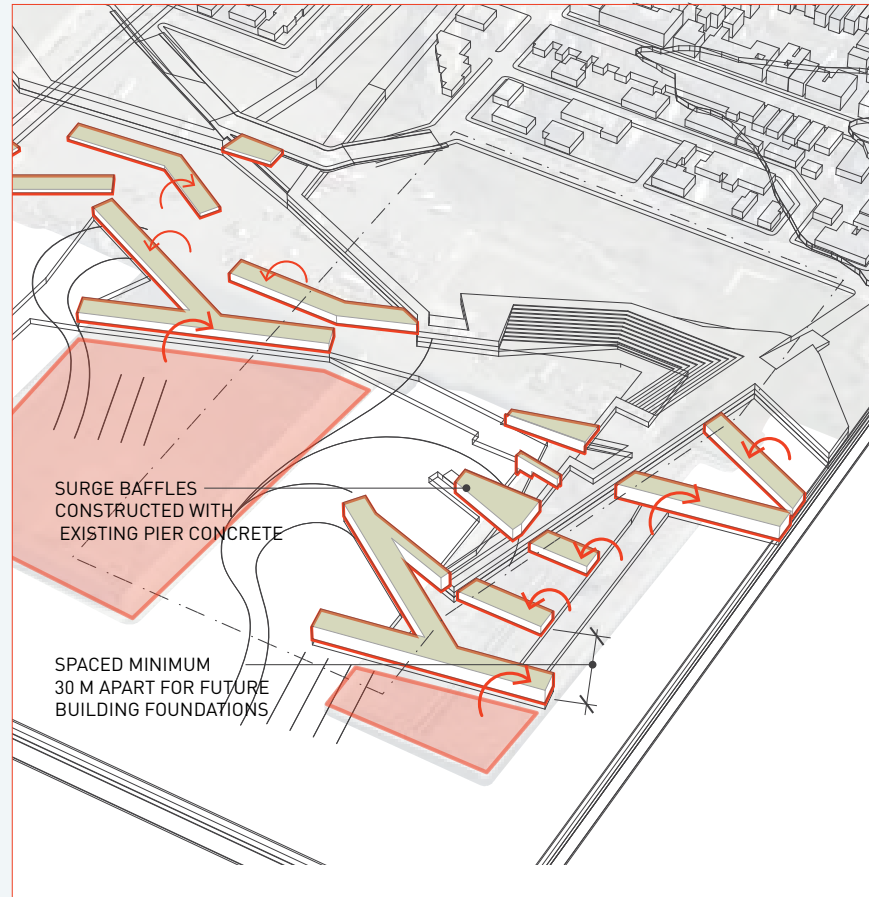 SURGE BAFFLES
CONSTRUCTED WITH
EXISTING PIER CONCRETE
SPACED MINIMUM
30 M APART FOR FUTURE
BUILDING FOUNDATIONS